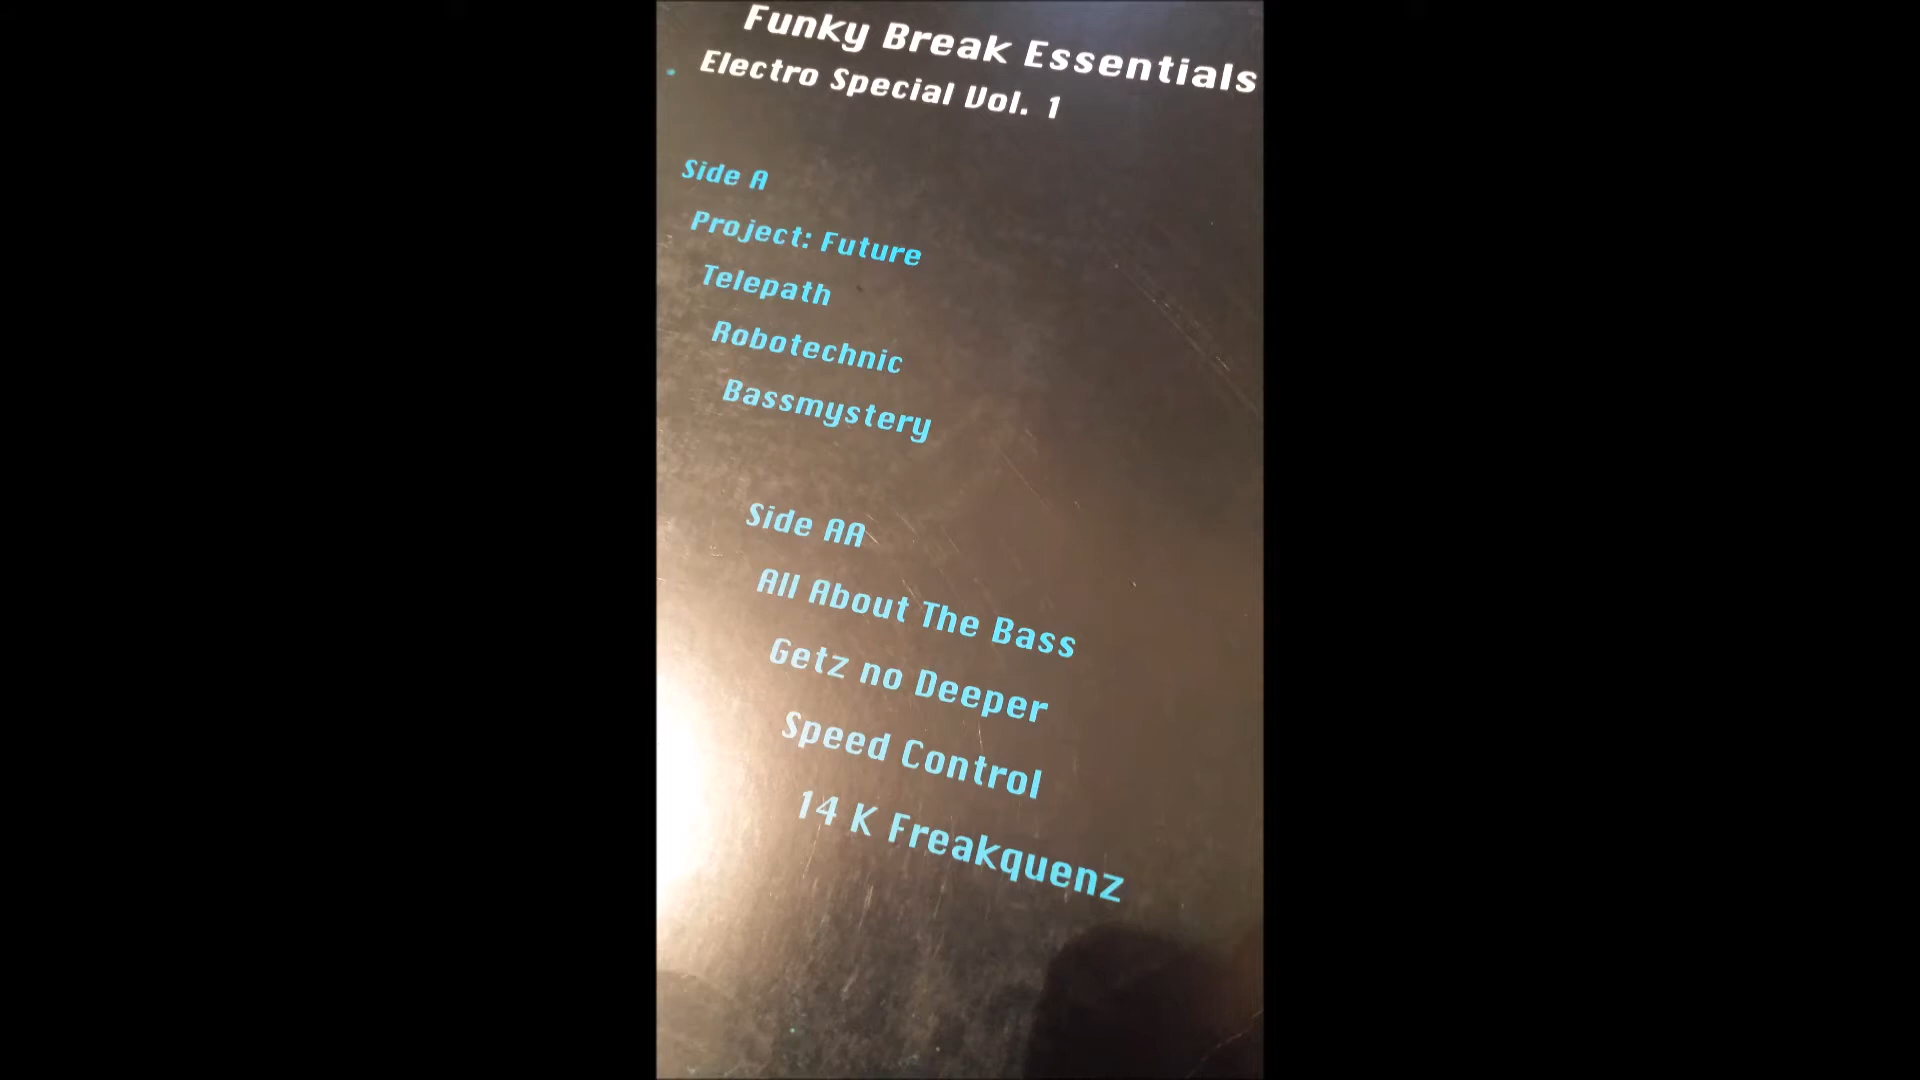 Funky Break Essentials
Electro Special Vol. 1
Side A
Project: Future
Telepath
Robotechnic
Bassmystery
Side AA
All About The Bass
Getz no Deeper
Speed Control
14 K Freakquenz